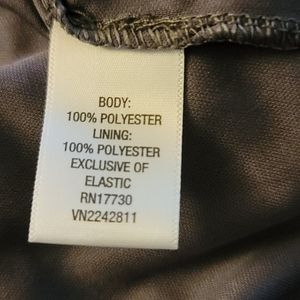 BODY:
100% POLYESTER
LINING:
100% POLYESTER
EXCLUSIVE OF
ELASTIC
RN17730
VN2242811